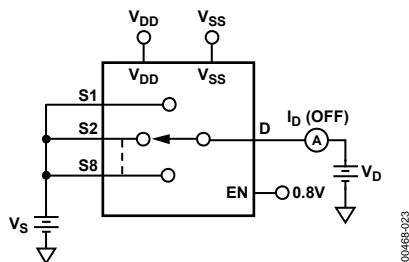 VDD VSS
VDD VSS
S1
S2
S8
D
ID (OFF)
A
VD
EN 0.8V
VS
00468-023